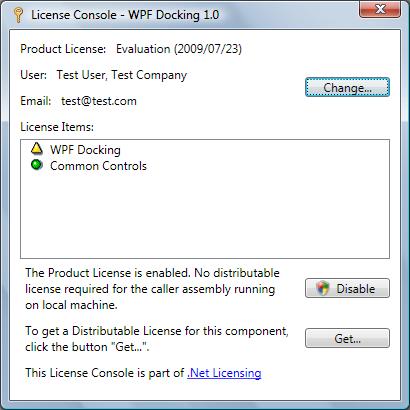 License Console - WPF Docking 1.0
Product License: Evaluation (2009/07/23)
User: Test User, Test Company
Change...
Email: test@test.com
License Items:
WPF Docking
Common Controls
The Product License is enabled. No distributable
license required for the caller assembly running
on local machine.
Disable
To get a Distributable License for this component,
click the button "Get...".
Get...
This License Console is part of .Net Licensing